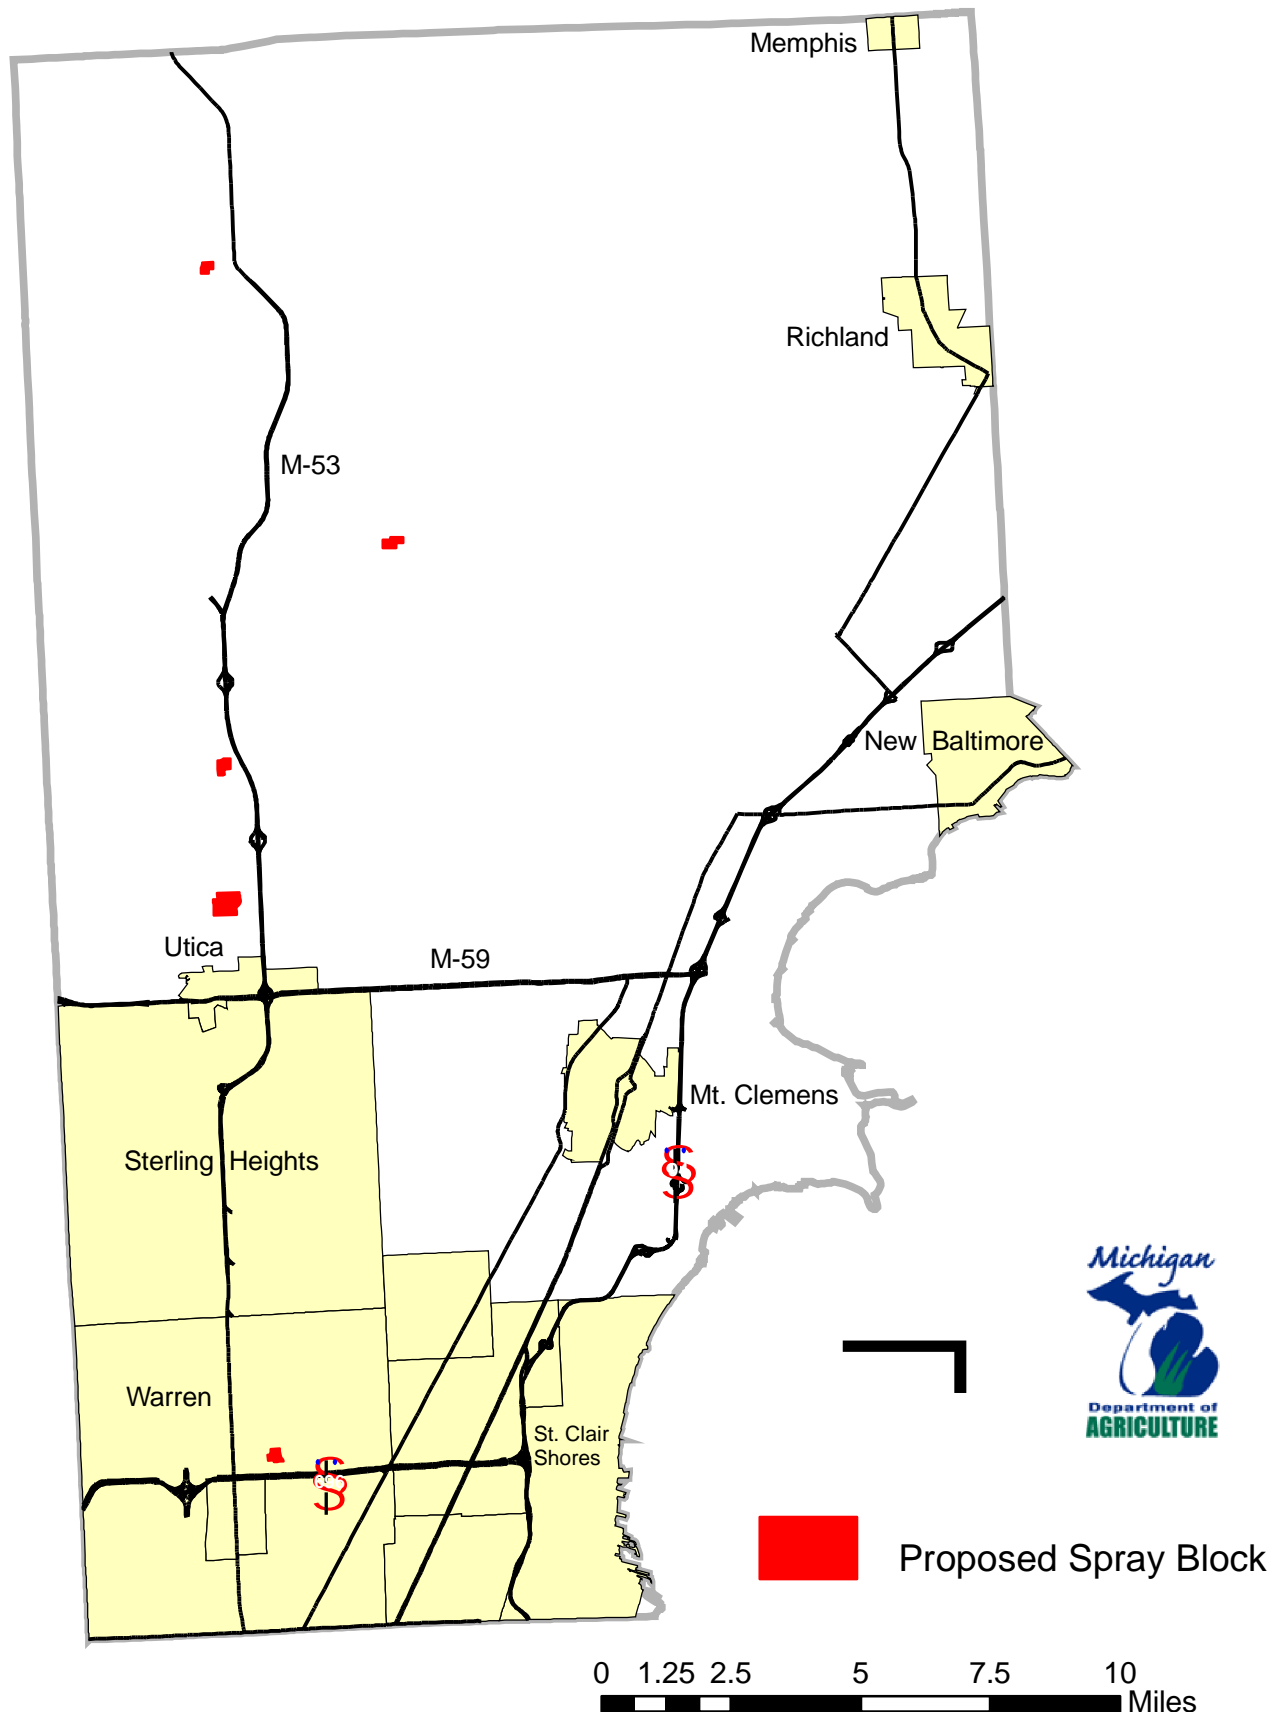 Memphis
Richland
M-53
New Baltimore
Utica
M-59
Mt. Clemens
Sterling Heights
Michigan
Department of
AGRICULTURE
Warren
St. Clair
Shores
Proposed Spray Block
0 1.25 2.5 5 7.5 10
Miles